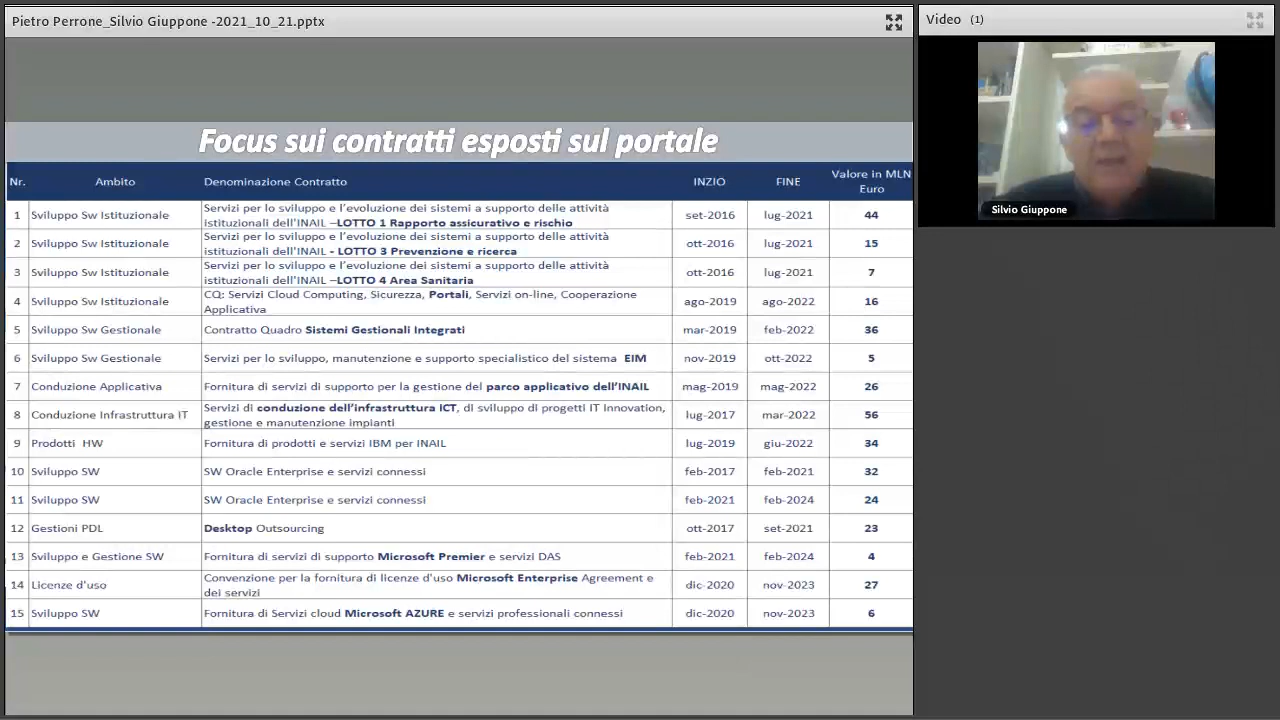 Pietro Perrone_Silvio Giuppone -2021_10_21.pptx
Video (1)
Silvio Giuppone
Focus sui contratti esposti sul portale
Nr. Ambito Denominazione Contratto INZIO FINE Valore in MLN
Euro
1 Sviluppo Sw Istituzionale Servizi per lo sviluppo e l’evoluzione dei sistemi a supporto delle attività
istituzionali dell'INAIL –LOTTO 1 Rapporto assicurativo e rischio set-2016 lug-2021 44
2 Sviluppo Sw Istituzionale Servizi per lo sviluppo e l’evoluzione dei sistemi a supporto delle attività
istituzionali dell'INAIL - LOTTO 3 Prevenzione e ricerca ott-2016 lug-2021 15
3 Sviluppo Sw Istituzionale Servizi per lo sviluppo e l’evoluzione dei sistemi a supporto delle attività
istituzionali dell'INAIL –LOTTO 4 Area Sanitaria ott-2016 lug-2021 7
4 Sviluppo Sw Istituzionale CQ: Servizi Cloud Computing, Sicurezza, Portali, Servizi on-line, Cooperazione
Applicativa ago-2019 ago-2022 16
5 Sviluppo Sw Gestionale Contratto Quadro Sistemi Gestionali Integrati mar-2019 feb-2022 36
6 Sviluppo Sw Gestionale Servizi per lo sviluppo, manutenzione e supporto specialistico del sistema EIM nov-2019 ott-2022 5
7 Conduzione Applicativa Fornitura di servizi di supporto per la gestione del parco applicativo dell’INAIL mag-2019 mag-2022 26
8 Conduzione Infrastruttura IT Servizi di conduzione dell’infrastruttura ICT, di sviluppo di progetti IT Innovation,
gestione e manutenzione impianti lug-2017 mar-2022 56
9 Prodotti HW Fornitura di prodotti e servizi IBM per INAIL lug-2019 giu-2022 34
10 Sviluppo SW SW Oracle Enterprise e servizi connessi feb-2017 feb-2021 32
11 Sviluppo SW SW Oracle Enterprise e servizi connessi feb-2021 feb-2024 24
12 Gestioni PDL Desktop Outsourcing ott-2017 set-2021 23
13 Sviluppo e Gestione SW Fornitura di servizi di supporto Microsoft Premier e servizi DAS feb-2021 feb-2024 4
14 Licenze d'uso Convenzione per la fornitura di licenze d'uso Microsoft Enterprise Agreement e
dei servizi dic-2020 nov-2023 27
15 Sviluppo SW Fornitura di Servizi cloud Microsoft AZURE e servizi professionali connessi dic-2020 nov-2023 6